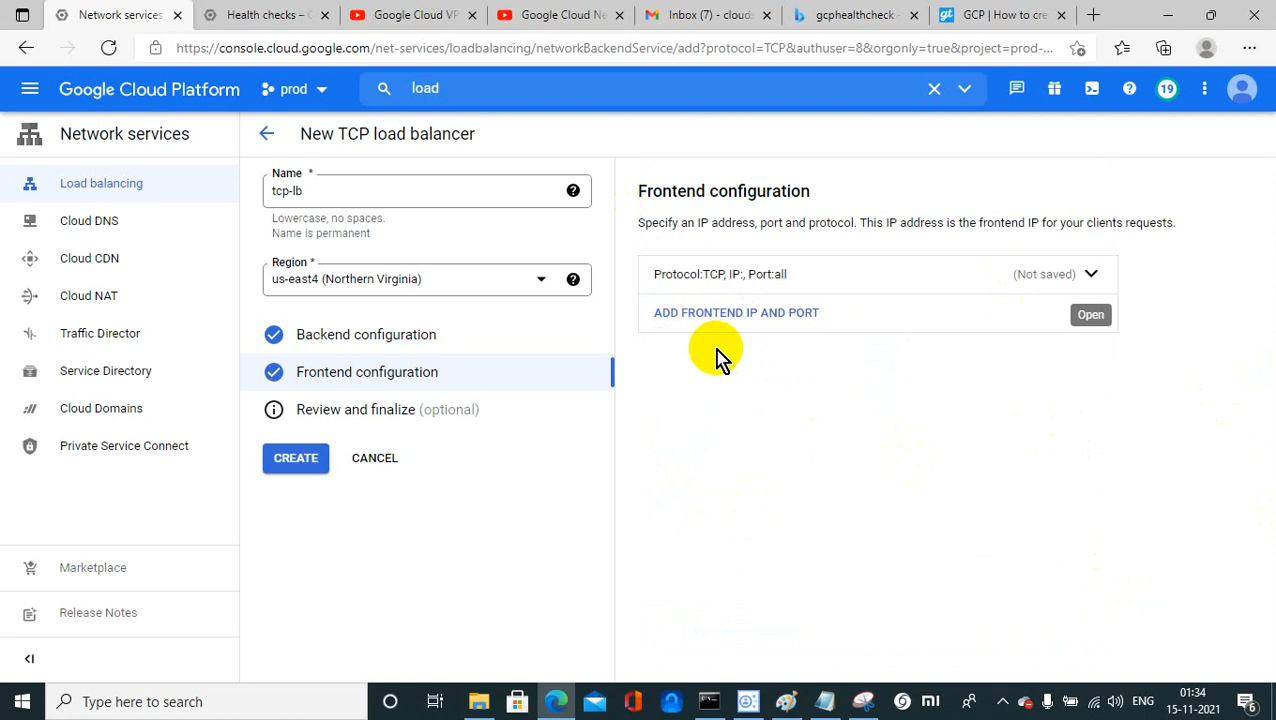 Network services
Health checks – C
Google Cloud VP
Google Cloud Ne
Inbox (7) - cloud
gcphealthcheck -
GCP | How to cre
https://console.cloud.google.com/net-services/loadbalancing/networkBackendService/add?protocol=TCP&authuser=8&orgonly=true&project=prod-...
Google Cloud Platform
prod
load
19
Network services
New TCP load balancer
Load balancing
Cloud DNS
Cloud CDN
Cloud NAT
Traffic Director
Service Directory
Cloud Domains
Private Service Connect
Marketplace
Release Notes
Name *
tcp-lb
Lowercase, no spaces.
Name is permanent
Region *
us-east4 (Northern Virginia)
Backend configuration
Frontend configuration
Review and finalize (optional)
CREATE
CANCEL
Frontend configuration
Specify an IP address, port and protocol. This IP address is the frontend IP for your clients requests.
Protocol:TCP, IP:, Port:all
(Not saved)
ADD FRONTEND IP AND PORT
Open
Type here to search
ENG
01:34
15-11-2021
6